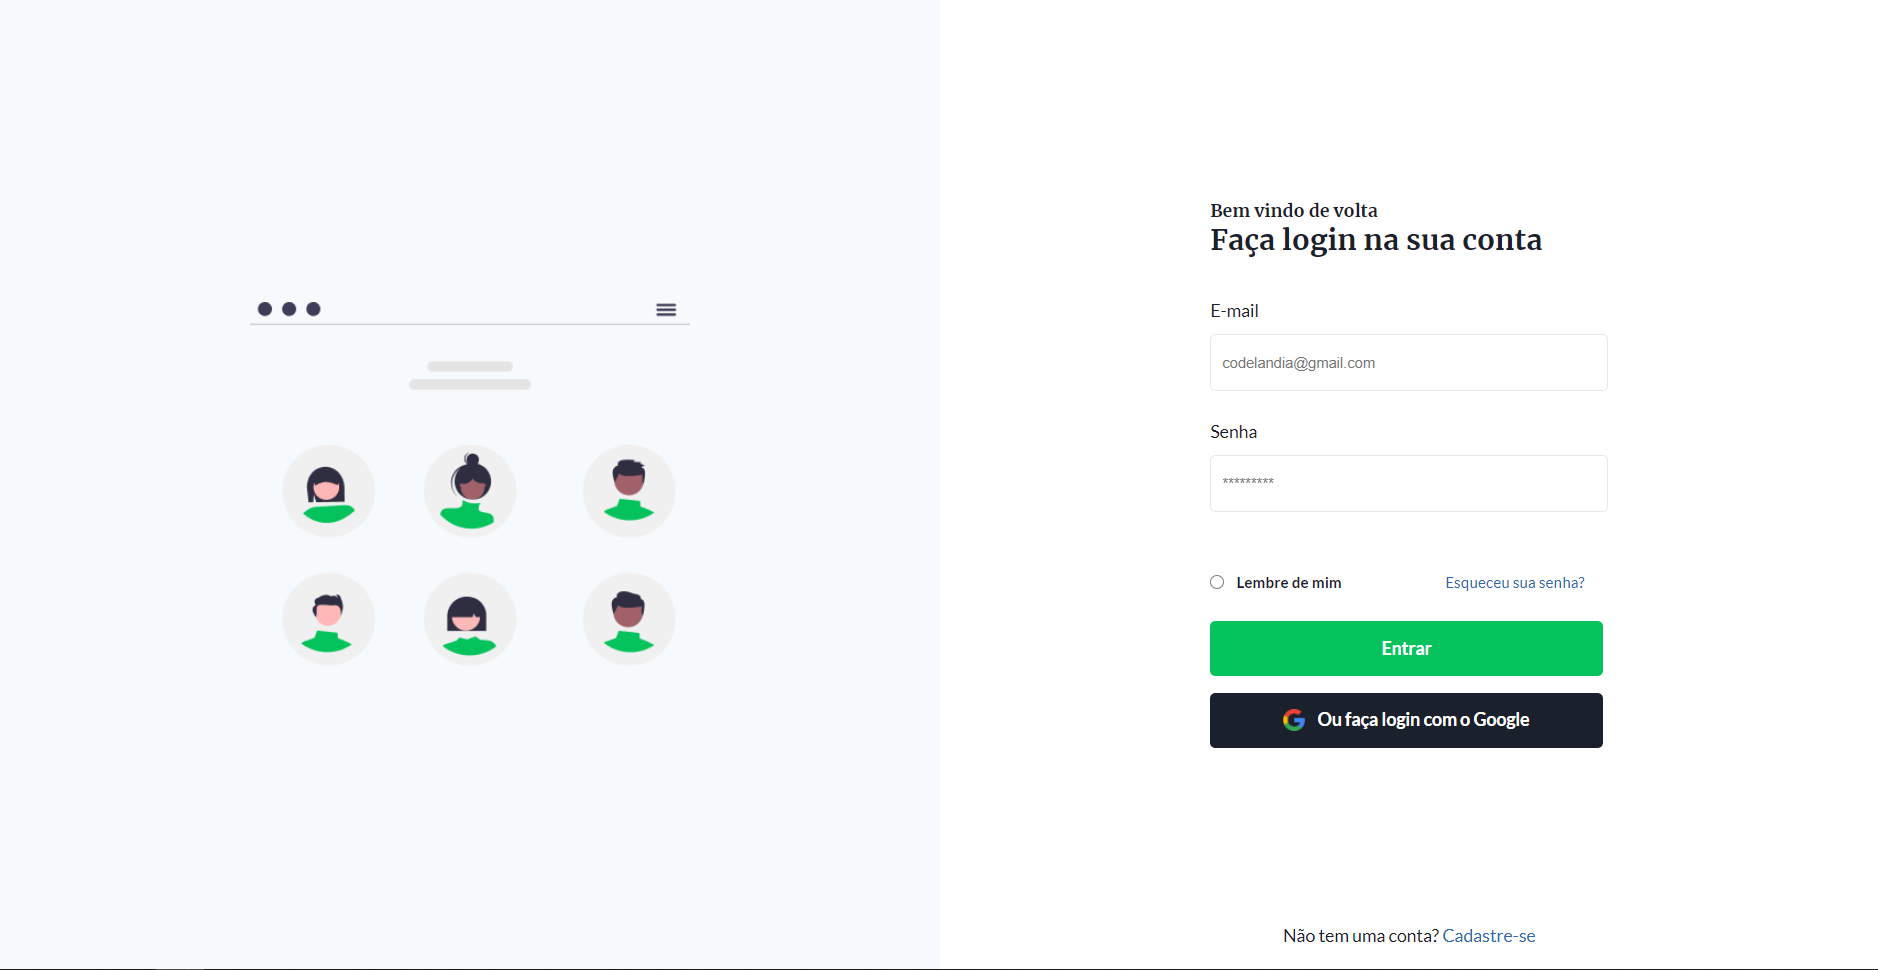 Bem vindo de volta
Faça login na sua conta
E-mail
codelandia@gmail.com
Senha
*********
Lembre de mim Esqueceu sua senha?
Entrar
Ou faça login com o Google
Não tem uma conta? Cadastre-se